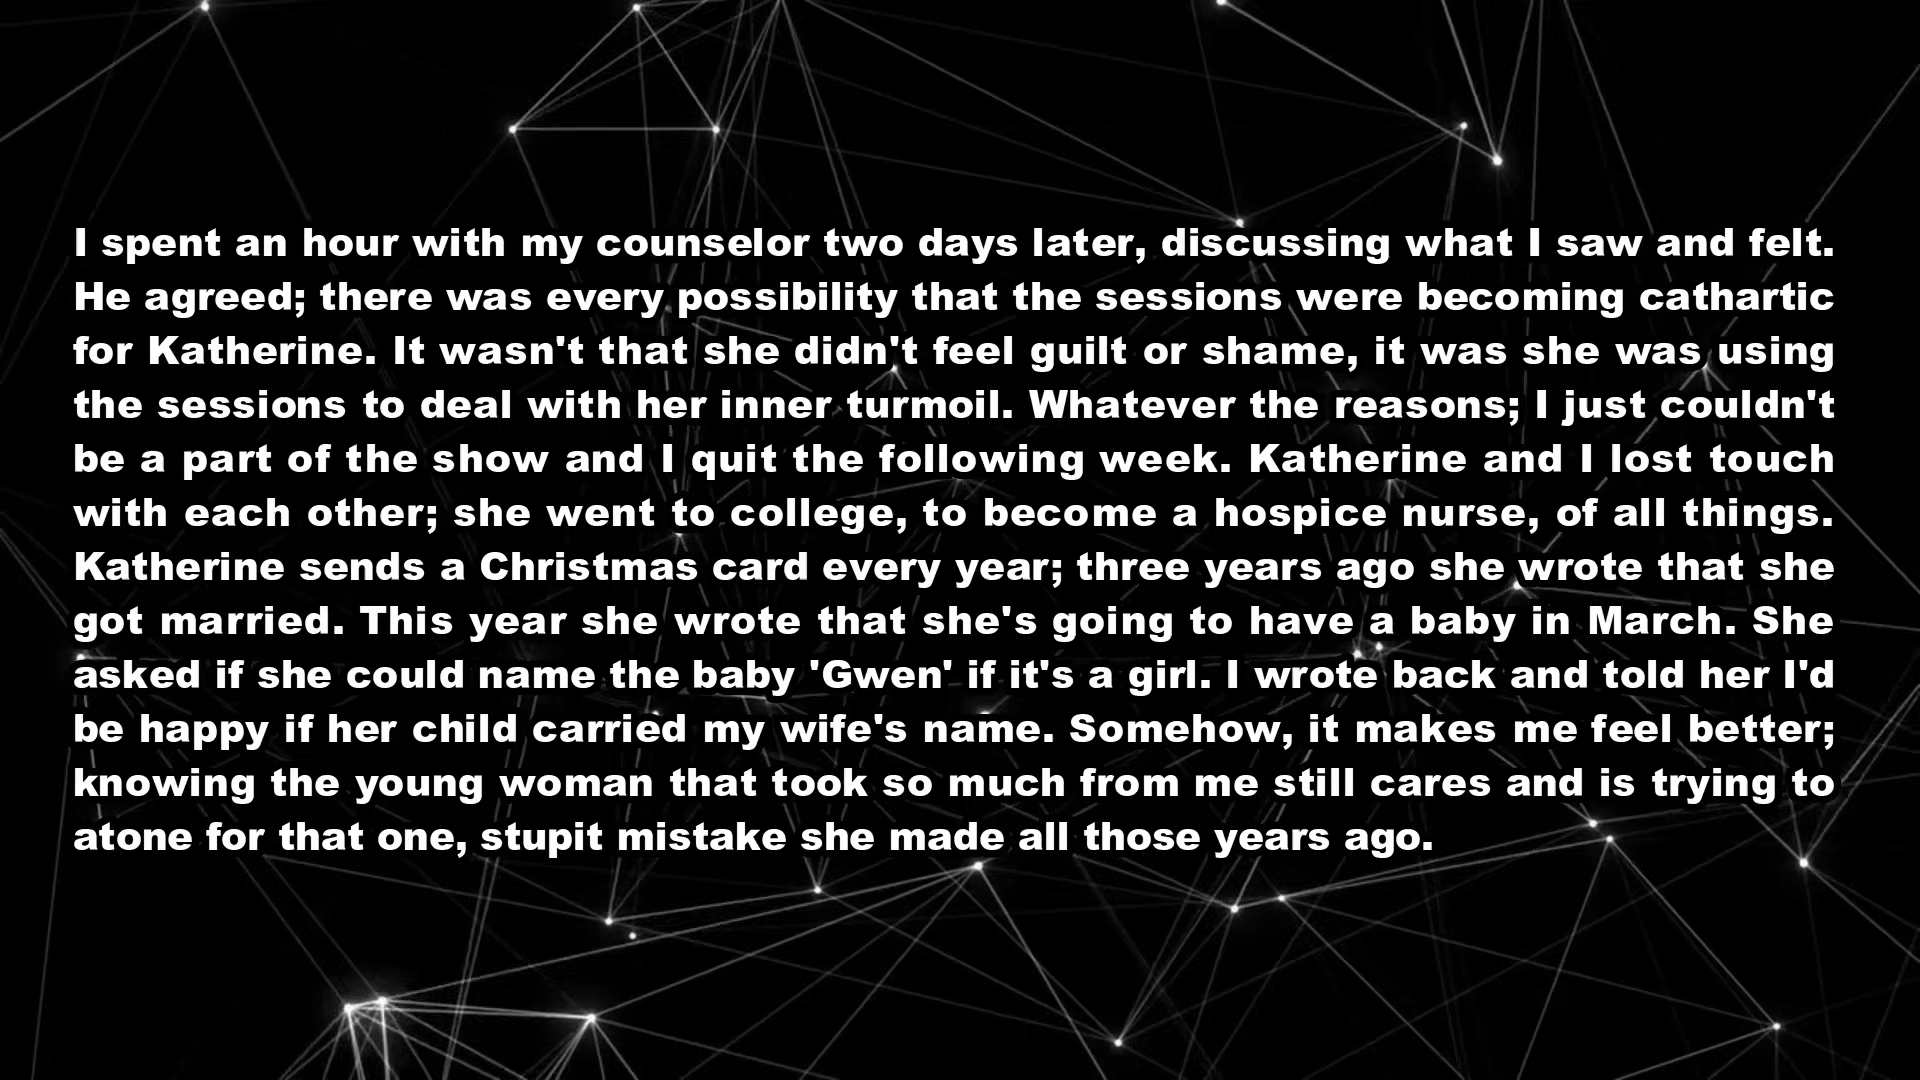 I spent an hour with my counselor two days later, discussing what I saw and felt.
He agreed; there was every possibility that the sessions were becoming cathartic
for Katherine. It wasn't that she didn't feel guilt or shame, it was she was using
the sessions to deal with her inner turmoil. Whatever the reasons; I just couldn't
be a part of the show and I quit the following week. Katherine and I lost touch
with each other; she went to college, to become a hospice nurse, of all things.
Katherine sends a Christmas card every year; three years ago she wrote that she
got married. This year she wrote that she's going to have a baby in March. She
asked if she could name the baby 'Gwen' if it's a girl. I wrote back and told her I'd
be happy if her child carried my wife's name. Somehow, it makes me feel better;
knowing the young woman that took so much from me still cares and is trying to
atone for that one, stupit mistake she made all those years ago.